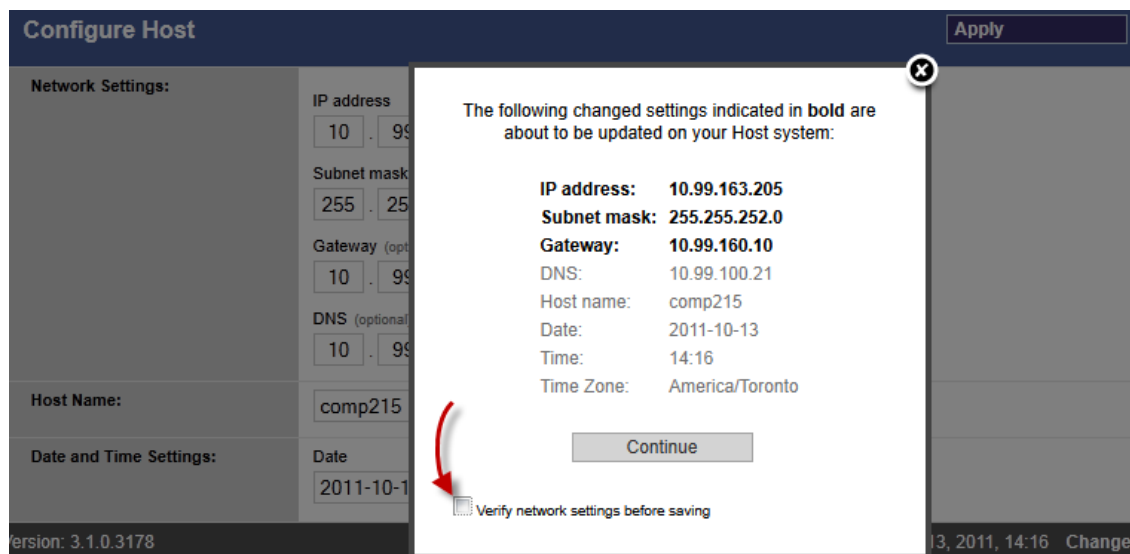 Configure Host
Apply
Network Settings:
IP address
10 . 99
Subnet mask
255 . 25
Gateway (opt
10 . 99
DNS (optional
10 . 99
Host Name:
comp215
Date and Time Settings:
Date
2011-10-1
The following changed settings indicated in bold are
about to be updated on your Host system:
IP address: 10.99.163.205
Subnet mask: 255.255.252.0
Gateway: 10.99.160.10
DNS: 10.99.100.21
Host name: comp215
Date: 2011-10-13
Time: 14:16
Time Zone: America/Toronto
Continue
Verify network settings before saving
ersion: 3.1.0.3178
13, 2011, 14:16 Change